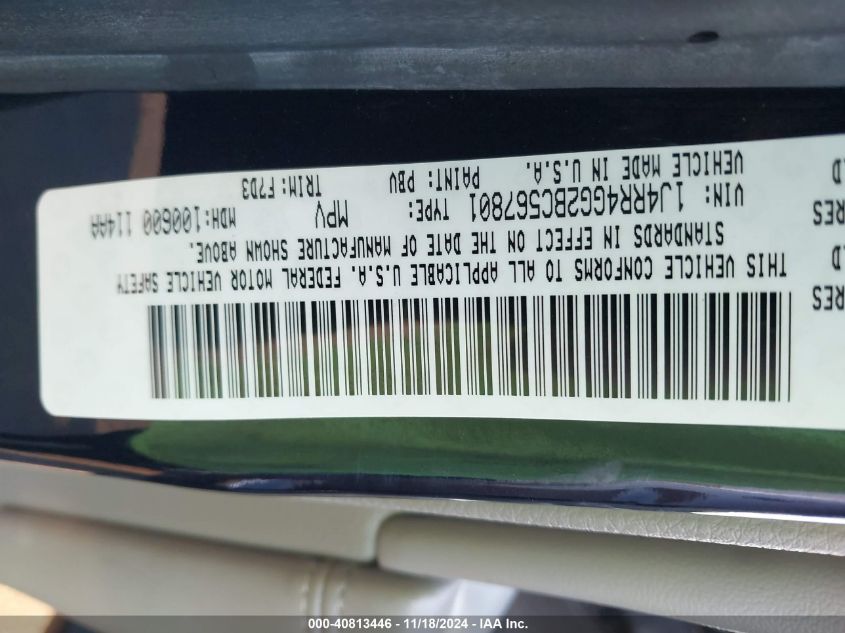 THIS VEHICLE CONFORMS TO ALL APPLICABLE U.S.A. FEDERAL MOTOR VEHICLE SAFETY
STANDARDS IN EFFECT ON THE DATE OF MANUFACTURE SHOWN ABOVE.
VIN: 1J4RR4GG2BC567801 TYPE: MPV MDH:100600 114AA
VEHICLE MADE IN U.S.A. PAINT: PBV TRIM: F7D3
000-40813446 - 11/18/2024 - IAA Inc.